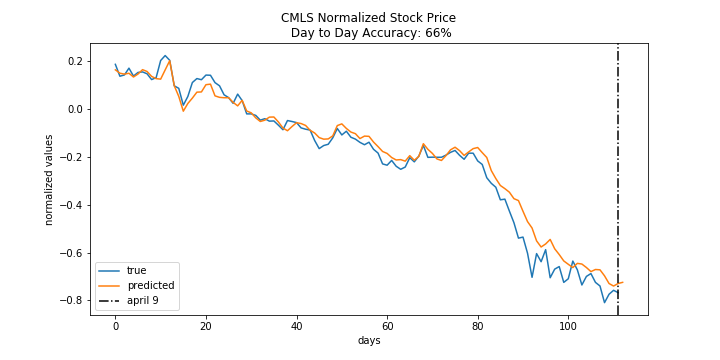 CMLS Normalized Stock Price
Day to Day Accuracy: 66%
normalized values
0.2
0.0
−0.2
−0.4
−0.6
−0.8
true
predicted
april 9
0
20
40
60
80
100
days